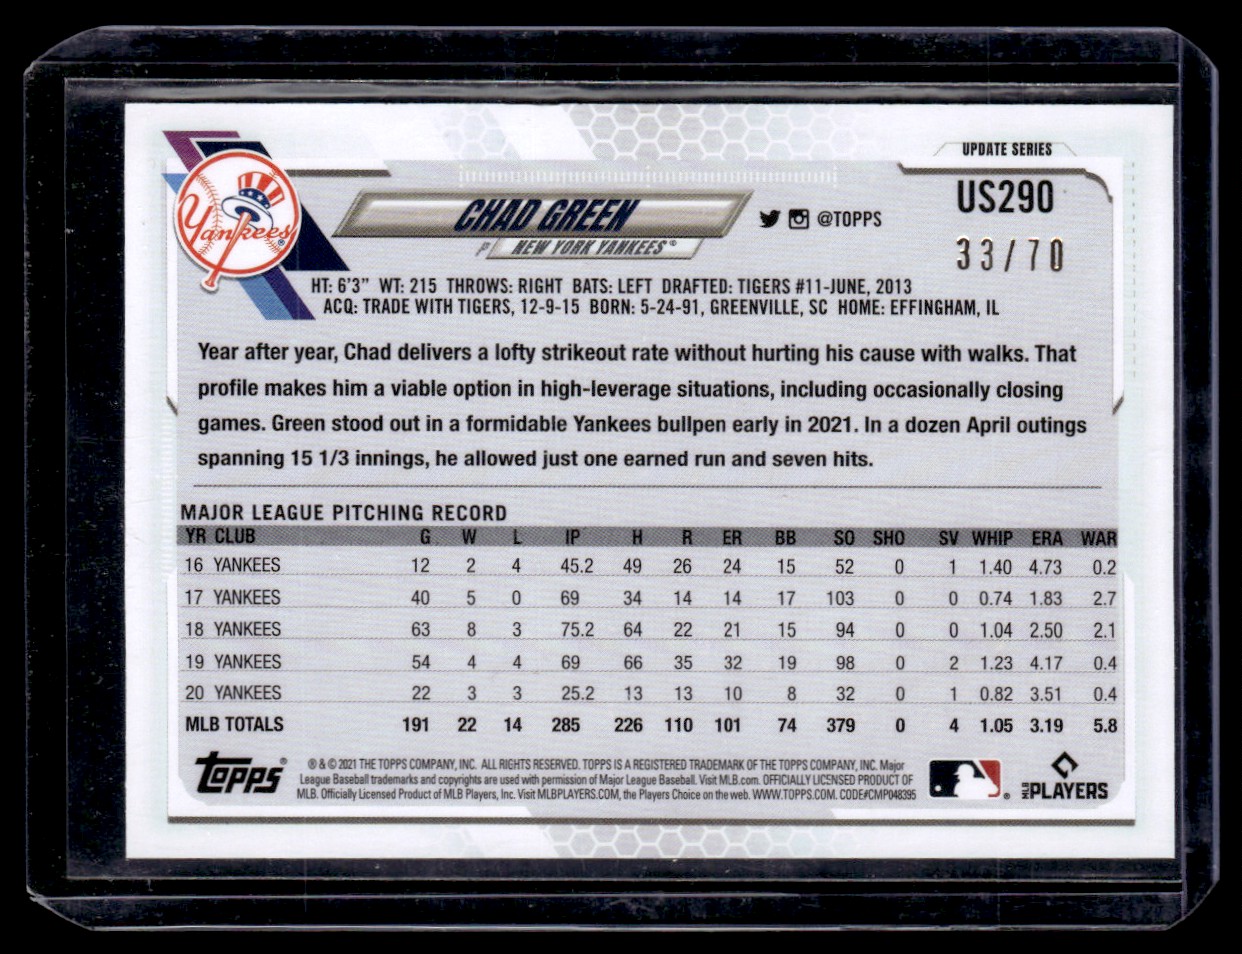 UPDATE SERIES
US290
33/70
Yankees
CHAD GREEN
@TOPPS
P NEW YORK YANKEES®
HT: 6'3" WT: 215 THROWS: RIGHT BATS: LEFT DRAFTED: TIGERS #11-JUNE, 2013
ACQ: TRADE WITH TIGERS, 12-9-15 BORN: 5-24-91, GREENVILLE, SC HOME: EFFINGHAM, IL
Year after year, Chad delivers a lofty strikeout rate without hurting his cause with walks. That
profile makes him a viable option in high-leverage situations, including occasionally closing
games. Green stood out in a formidable Yankees bullpen early in 2021. In a dozen April outings
spanning 15 1/3 innings, he allowed just one earned run and seven hits.
MAJOR LEAGUE PITCHING RECORD
YR CLUB G W L IP H R ER BB SO SHO SV WHIP ERA WAR
16 YANKEES 12 2 4 45.2 49 26 24 15 52 0 1 1.40 4.73 0.2
17 YANKEES 40 5 0 69 34 14 14 17 103 0 0 0.74 1.83 2.7
18 YANKEES 63 8 3 75.2 64 22 21 15 94 0 0 1.04 2.50 2.1
19 YANKEES 54 4 4 69 66 35 32 19 98 0 2 1.23 4.17 0.4
20 YANKEES 22 3 3 25.2 13 13 10 8 32 0 1 0.82 3.51 0.4
MLB TOTALS 191 22 14 285 226 110 101 74 379 0 4 1.05 3.19 5.8
Topps® ® & © 2021 THE TOPPS COMPANY, INC. ALL RIGHTS RESERVED. TOPPS IS A REGISTERED TRADEMARK OF THE TOPPS COMPANY, INC. Major
League Baseball trademarks and copyrights are used with permission of Major League Baseball. Visit MLB.com. OFFICIALLY LICENSED PRODUCT OF
MLB. Officially Licensed Product of MLB Players, Inc. Visit MLBPLAYERS.COM, the Players Choice on the web. WWW.TOPPS.COM. CODE#CMP048395
MLB PLAYERS